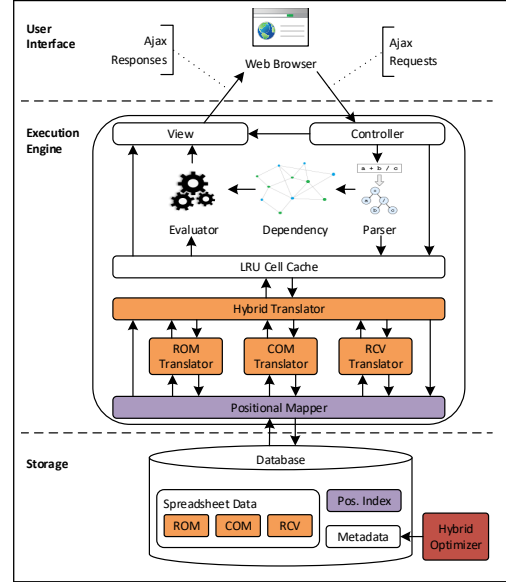 User
Interface
Ajax
Responses
Web Browser
Ajax
Requests
Execution
Engine
View
Controller
a + b / c
+
a
/
b
c
Evaluator
Dependency
Parser
LRU Cell Cache
Hybrid Translator
ROM
Translator
COM
Translator
RCV
Translator
Positional Mapper
Storage
Database
Spreadsheet Data
ROM
COM
RCV
Pos. Index
Metadata
Hybrid
Optimizer